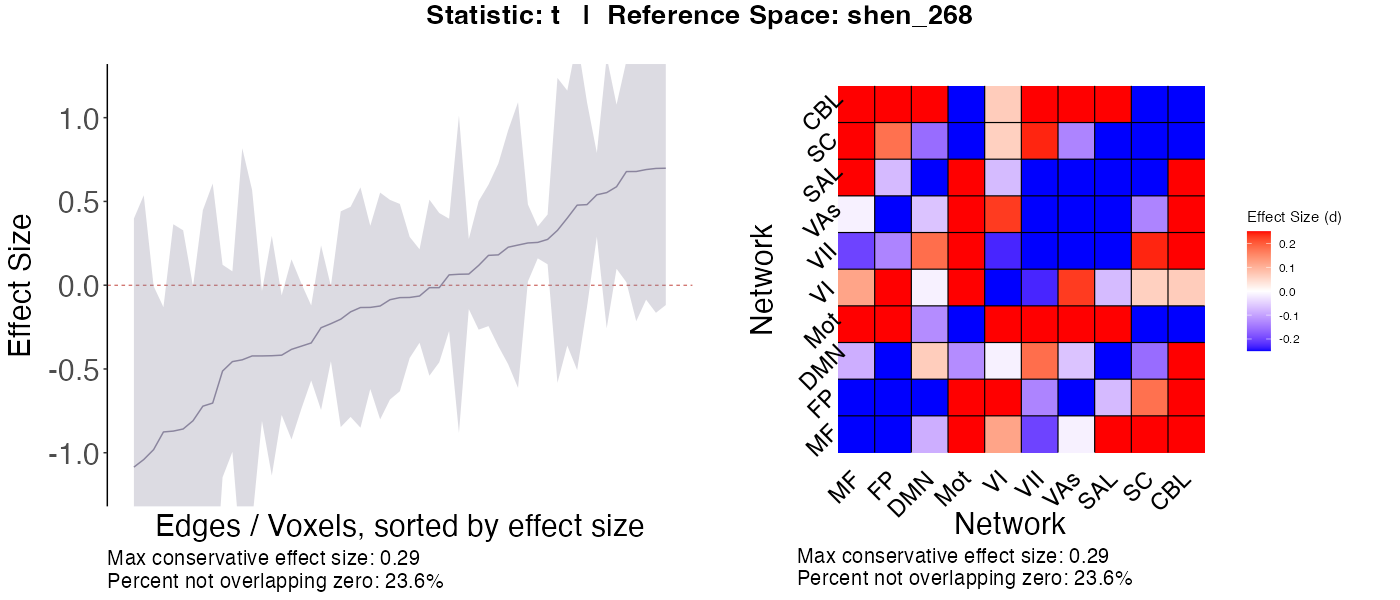 Statistic: t | Reference Space: shen_268
Effect Size
1.0
0.5
0.0
-0.5
-1.0
Edges / Voxels, sorted by effect size
Max conservative effect size: 0.29
Percent not overlapping zero: 23.6%
Network
CBL
SC
SAL
VAs
VII
VI
Mot
DMN
FP
MF
MF FP DMN Mot VI VII VAs SAL SC CBL
Network
Max conservative effect size: 0.29
Percent not overlapping zero: 23.6%
Effect Size (d)
0.2
0.1
0.0
-0.1
-0.2